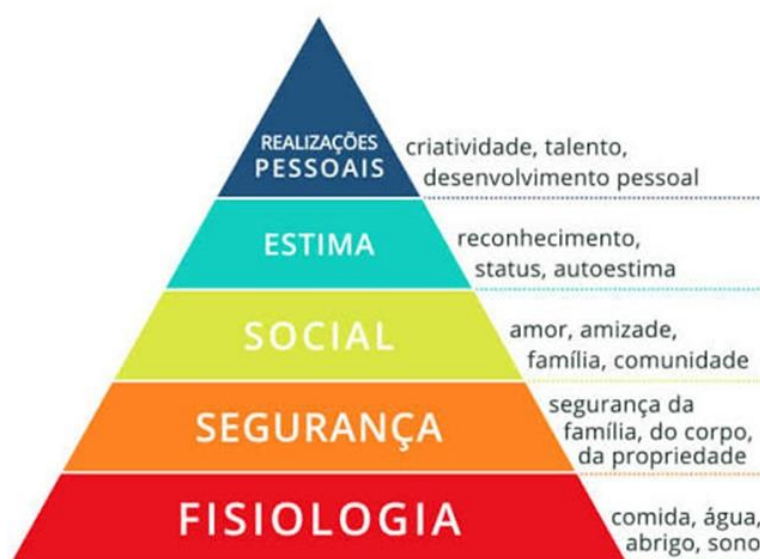 REALIZAÇÕES
PESSOAIS
criatividade, talento,
desenvolvimento pessoal
ESTIMA
reconhecimento,
status, autoestima
SOCIAL
amor, amizade,
família, comunidade
SEGURANÇA
segurança da
família, do corpo,
da propriedade
FISIOLOGIA
comida, água,
abrigo, sono